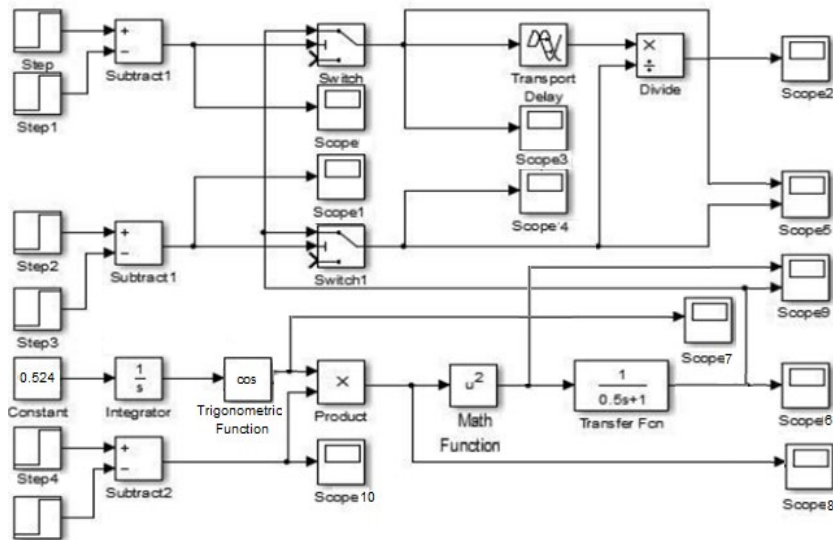 +
−
Step
Subtract1
Step1
Switch
Scope
Transport
Delay
×
÷
Divide
Scope2
Scope3
Scope1
Scope 4
Scope5
+
−
Step2
Subtract1
Switch1
Step3
Scope9
Scope7
0.524
Constant
1
s
Integrator
cos
Trigonometric
Function
×
Product
u²
Math
Function
1
0.5s+1
Transfer Fcn
Scope6
+
−
Step4
Subtract2
Scope10
Scope8